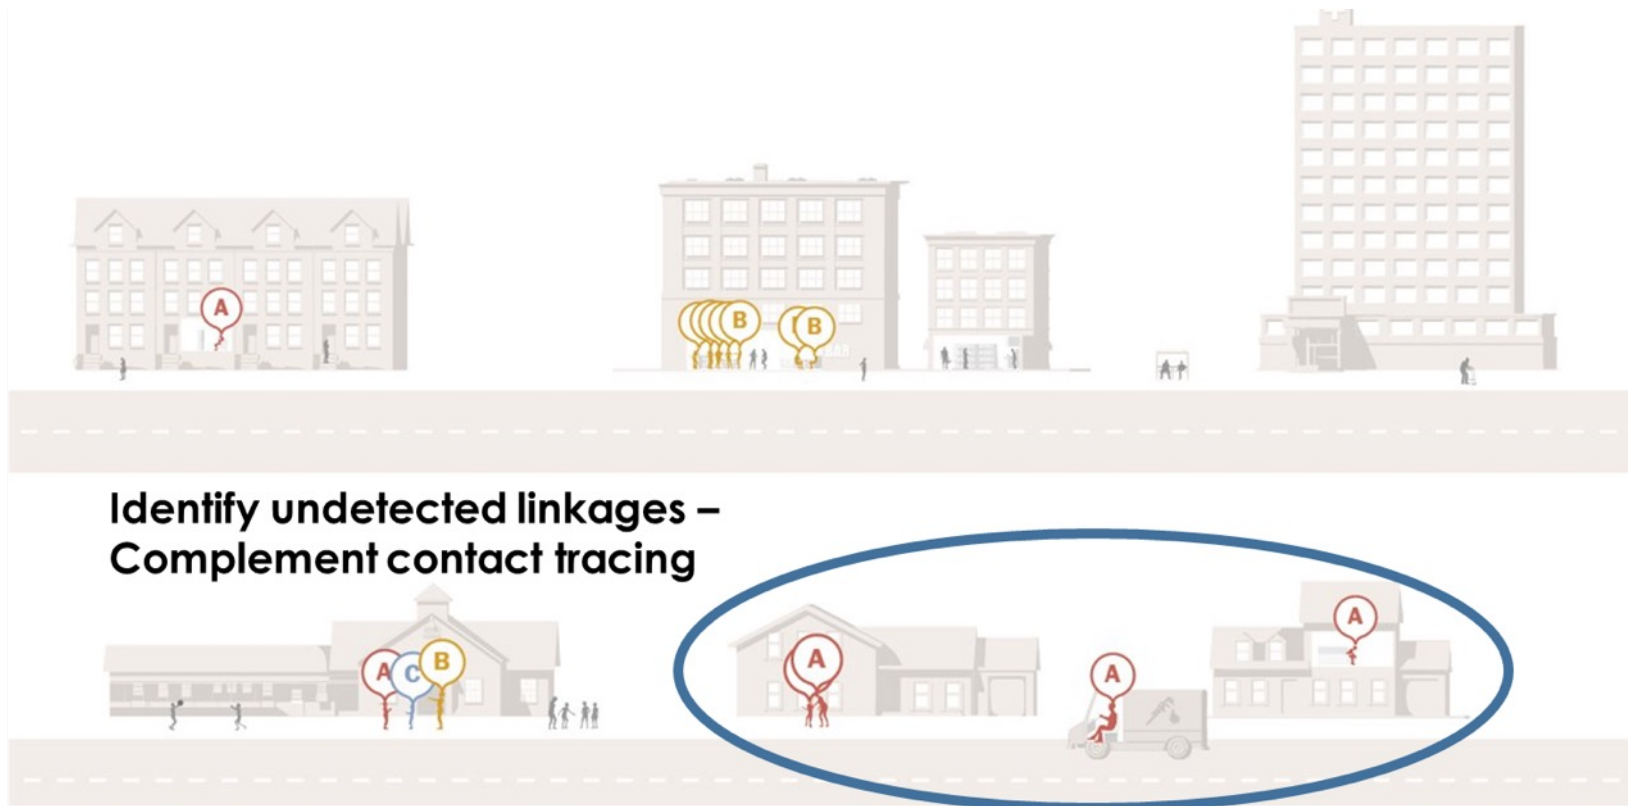 A
B
B
Identify undetected linkages –
Complement contact tracing
A
C
B
A
A
A